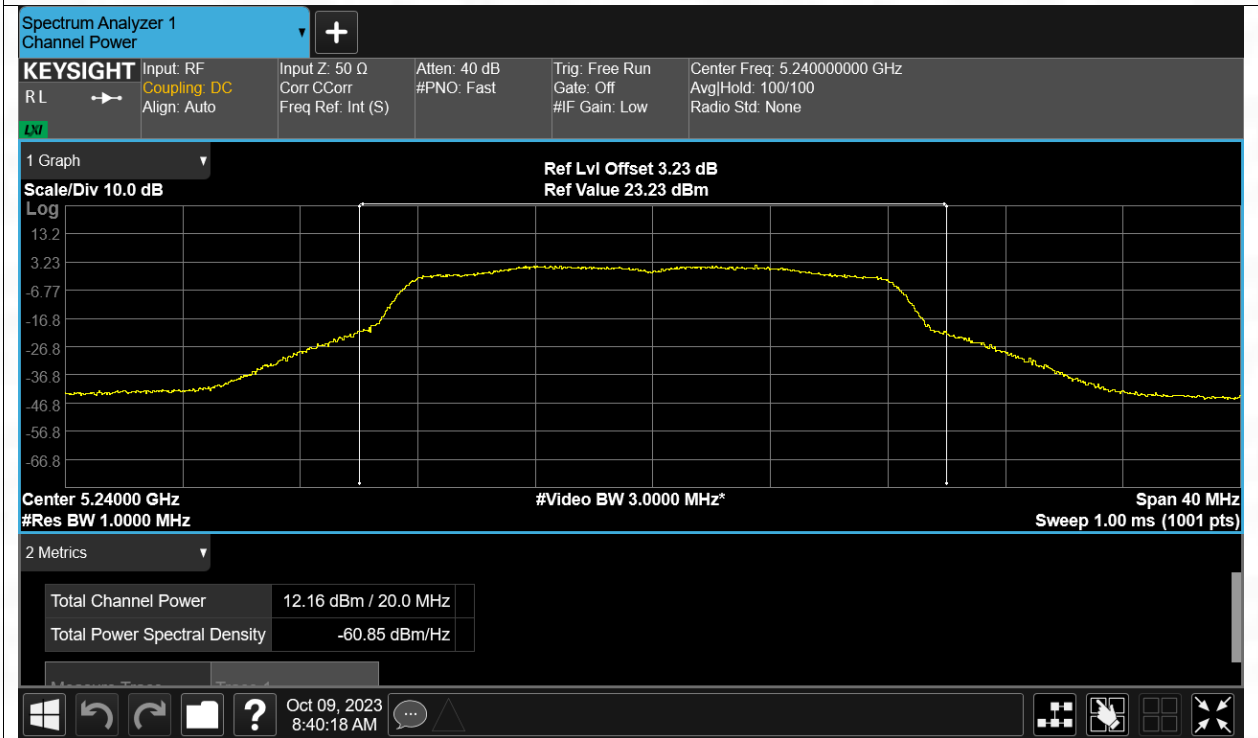 Spectrum Analyzer 1
Channel Power
KEYSIGHT
R L
LXI
Input: RF
Coupling: DC
Align: Auto
Input Z: 50 Ω
Corr CCorr
Freq Ref: Int (S)
Atten: 40 dB
#PNO: Fast
Trig: Free Run
Gate: Off
#IF Gain: Low
Center Freq: 5.240000000 GHz
Avg|Hold: 100/100
Radio Std: None
1 Graph
Scale/Div 10.0 dB
Ref Lvl Offset 3.23 dB
Ref Value 23.23 dBm
Log
13.2
3.23
-6.77
-16.8
-26.8
-36.8
-46.8
-56.8
-66.8
Center 5.24000 GHz
#Video BW 3.0000 MHz*
Span 40 MHz
#Res BW 1.0000 MHz
Sweep 1.00 ms (1001 pts)
2 Metrics
Total Channel Power 12.16 dBm / 20.0 MHz
Total Power Spectral Density -60.85 dBm/Hz
Measure Trace Trace 1
?
Oct 09, 2023
8:40:18 AM